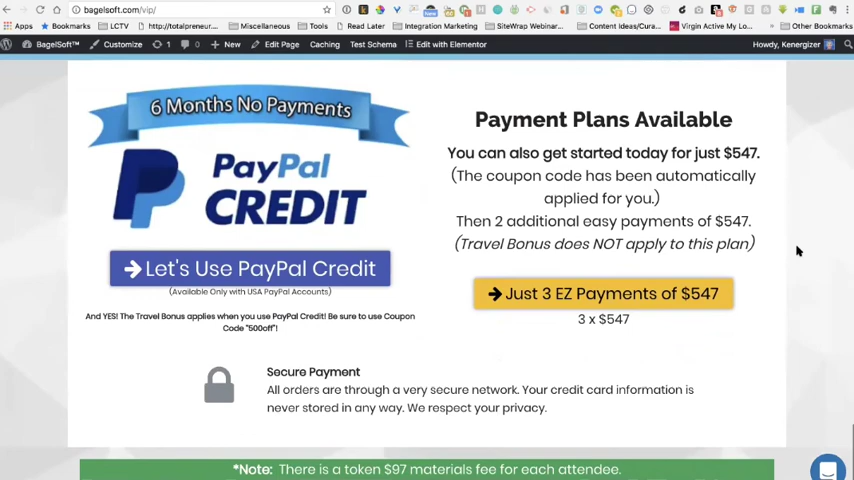 bagelsoft.com/vip/
Apps
Bookmarks
LCTV
http://totalpreneur....
Miscellaneous
Tools
Read Later
Integration Marketing
SiteWrap Webinar...
Content Ideas/Cura...
Virgin Active My Lo...
Other Bookmarks
BagelSoft™
Customize
1
0
New
Edit Page
Caching
Test Schema
Edit with Elementor
Howdy, Kenergizer
6 Months No Payments
PayPal
CREDIT
Let's Use PayPal Credit
(Available Only with USA PayPal Accounts)
And YES! The Travel Bonus applies when you use PayPal Credit! Be sure to use Coupon
Code "500off"!
Payment Plans Available
You can also get started today for just $547.
(The coupon code has been automatically
applied for you.)
Then 2 additional easy payments of $547.
(Travel Bonus does NOT apply to this plan)
Just 3 EZ Payments of $547
3 x $547
Secure Payment
All orders are through a very secure network. Your credit card information is
never stored in any way. We respect your privacy.
*Note: There is a token $97 materials fee for each attendee.